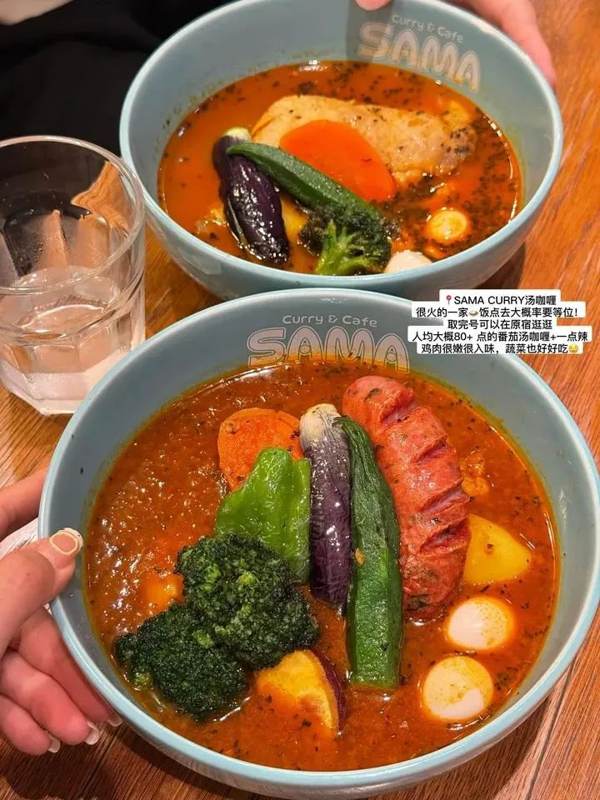 Curry & Cafe
SAMA
📍SAMA CURRY汤咖喱
很火的一家🍛饭点去大概率要等位！
取完号可以在原宿逛逛
人均大概80+ 点的番茄汤咖喱+一点辣
鸡肉很嫩很入味，蔬菜也好好吃😋
Curry & Cafe
SAMA